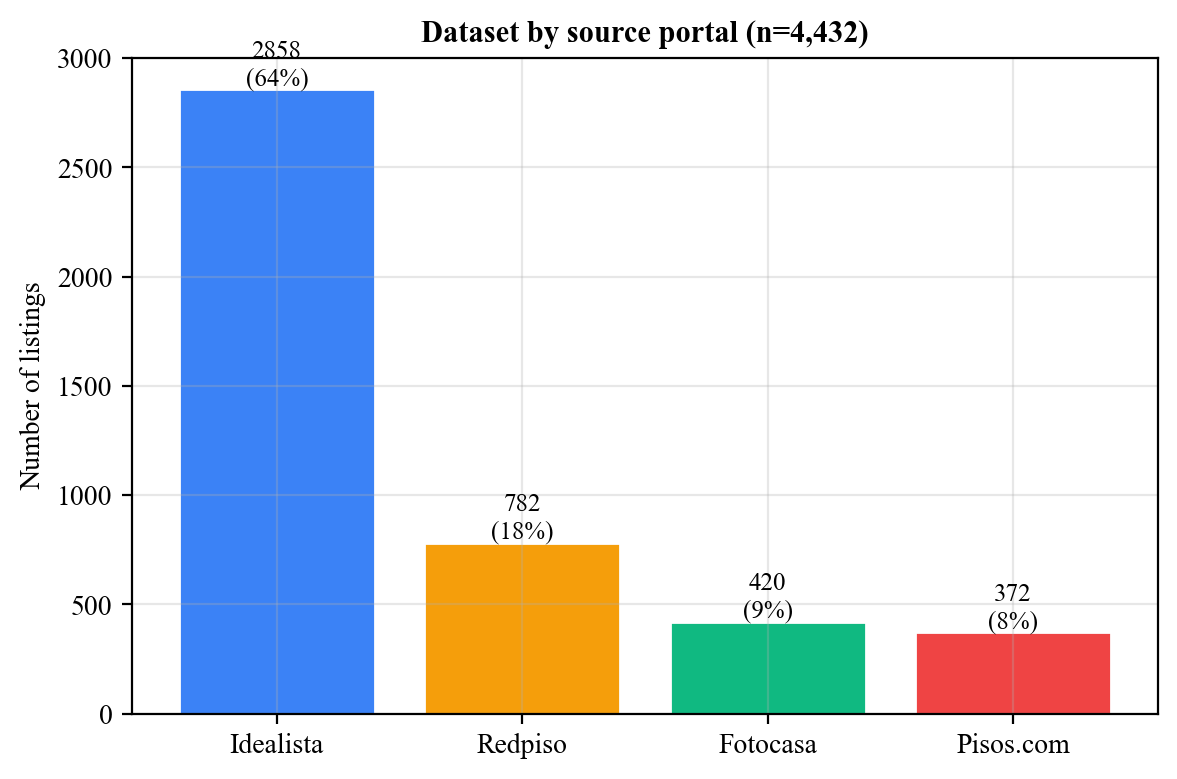 Dataset by source portal (n=4,432)
Number of listings
3000
2500
2000
1500
1000
500
0
2858
(64%)
782
(18%)
420
(9%)
372
(8%)
Idealista
Redpiso
Fotocasa
Pisos.com